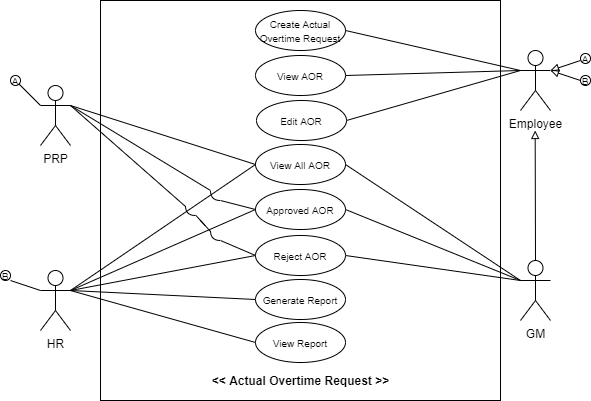 Create Actual
Overtime Request
View AOR
Edit AOR
View All AOR
Approved AOR
Reject AOR
Generate Report
View Report
<< Actual Overtime Request >>
A
PRP
B
HR
A
B
Employee
GM